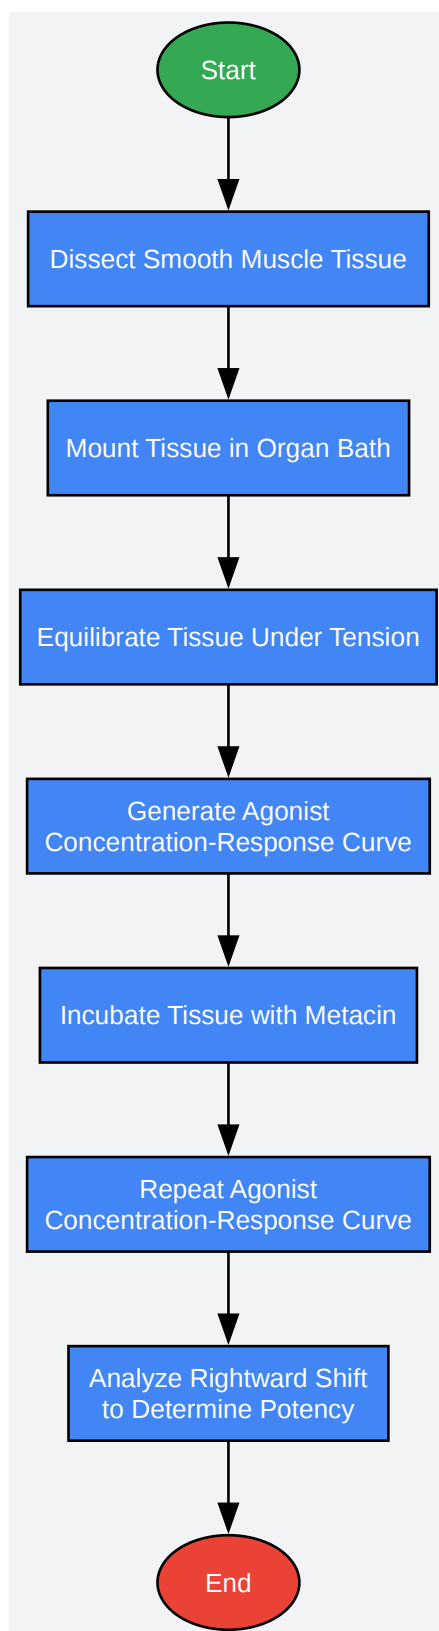 Start
Dissect Smooth Muscle Tissue
Mount Tissue in Organ Bath
Equilibrate Tissue Under Tension
Generate Agonist
Concentration-Response Curve
Incubate Tissue with Metacin
Repeat Agonist
Concentration-Response Curve
Analyze Rightward Shift
to Determine Potency
End